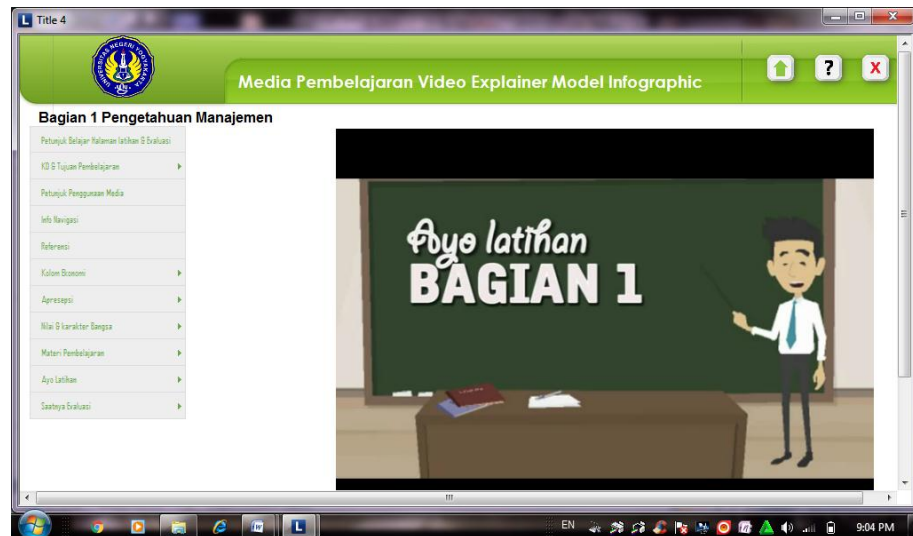 Title 4
Media Pembelajaran Video Explainer Model Infographic
?
X
Bagian 1 Pengetahuan Manajemen
Petunjuk Belajar Halaman latihan & Evaluasi
KD & Tujuan Pembelajaran
Petunjuk Penggunaan Media
Info Navigasi
Referensi
Kolom Ekonomi
Apresepsi
Nilai & karakter Bangsa
Materi Pembelajaran
Ayo Latihan
Saatnya Evaluasi
Ayo latihan
BAGIAN 1
EN
9:04 PM